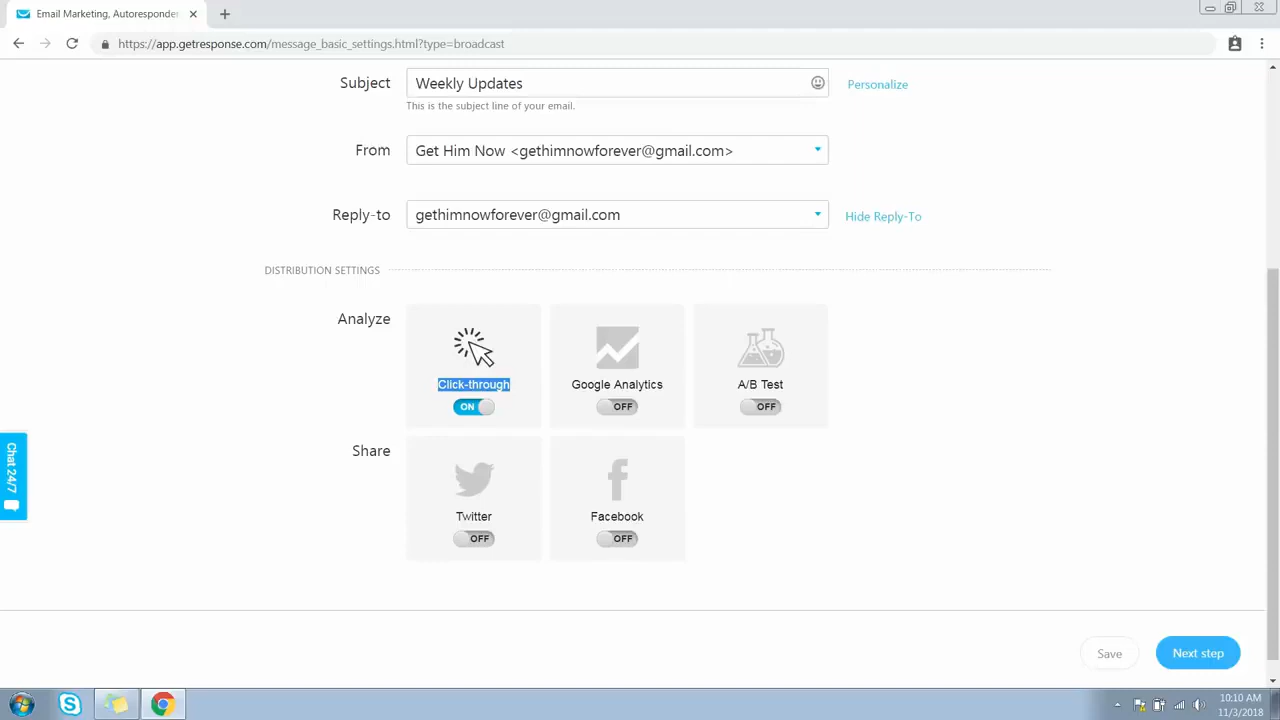 Email Marketing, Autoresponder
https://app.getresponse.com/message_basic_settings.html?type=broadcast
Subject
Weekly Updates
Personalize
This is the subject line of your email.
From
Get Him Now <gethimnowforever@gmail.com>
Reply-to
gethimnowforever@gmail.com
Hide Reply-To
DISTRIBUTION SETTINGS
Analyze
Click-through
Google Analytics
A/B Test
ON
OFF
OFF
Share
Twitter
Facebook
OFF
OFF
Chat 24/7
Save
Next step
10:10 AM
11/3/2018